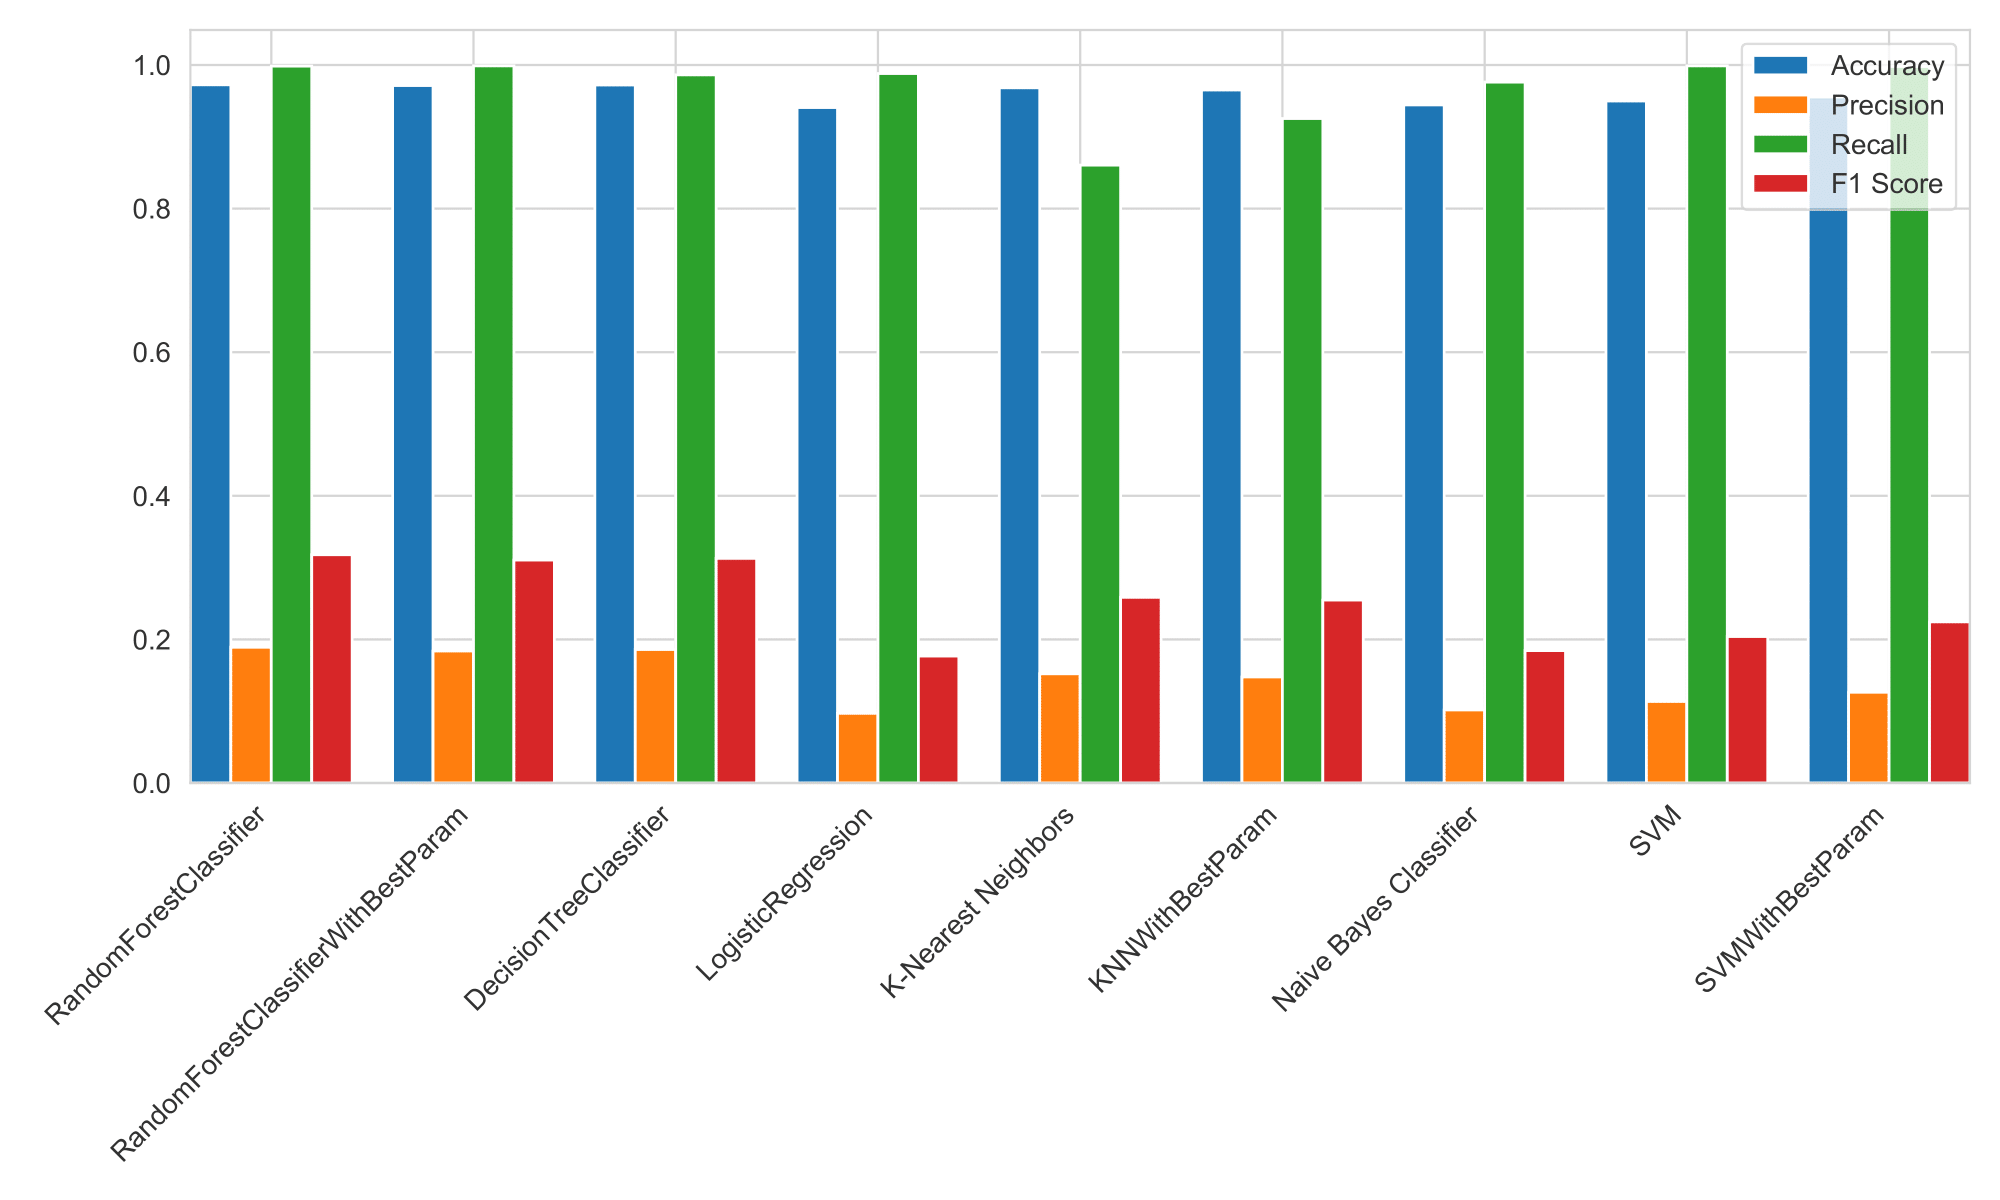 1.0
0.8
0.6
0.4
0.2
0.0
Accuracy
Precision
Recall
F1 Score
RandomForestClassifier
RandomForestClassifierWithBestParam
DecisionTreeClassifier
LogisticRegression
K-Nearest Neighbors
KNNWithBestParam
Naive Bayes Classifier
SVM
SVMWithBestParam